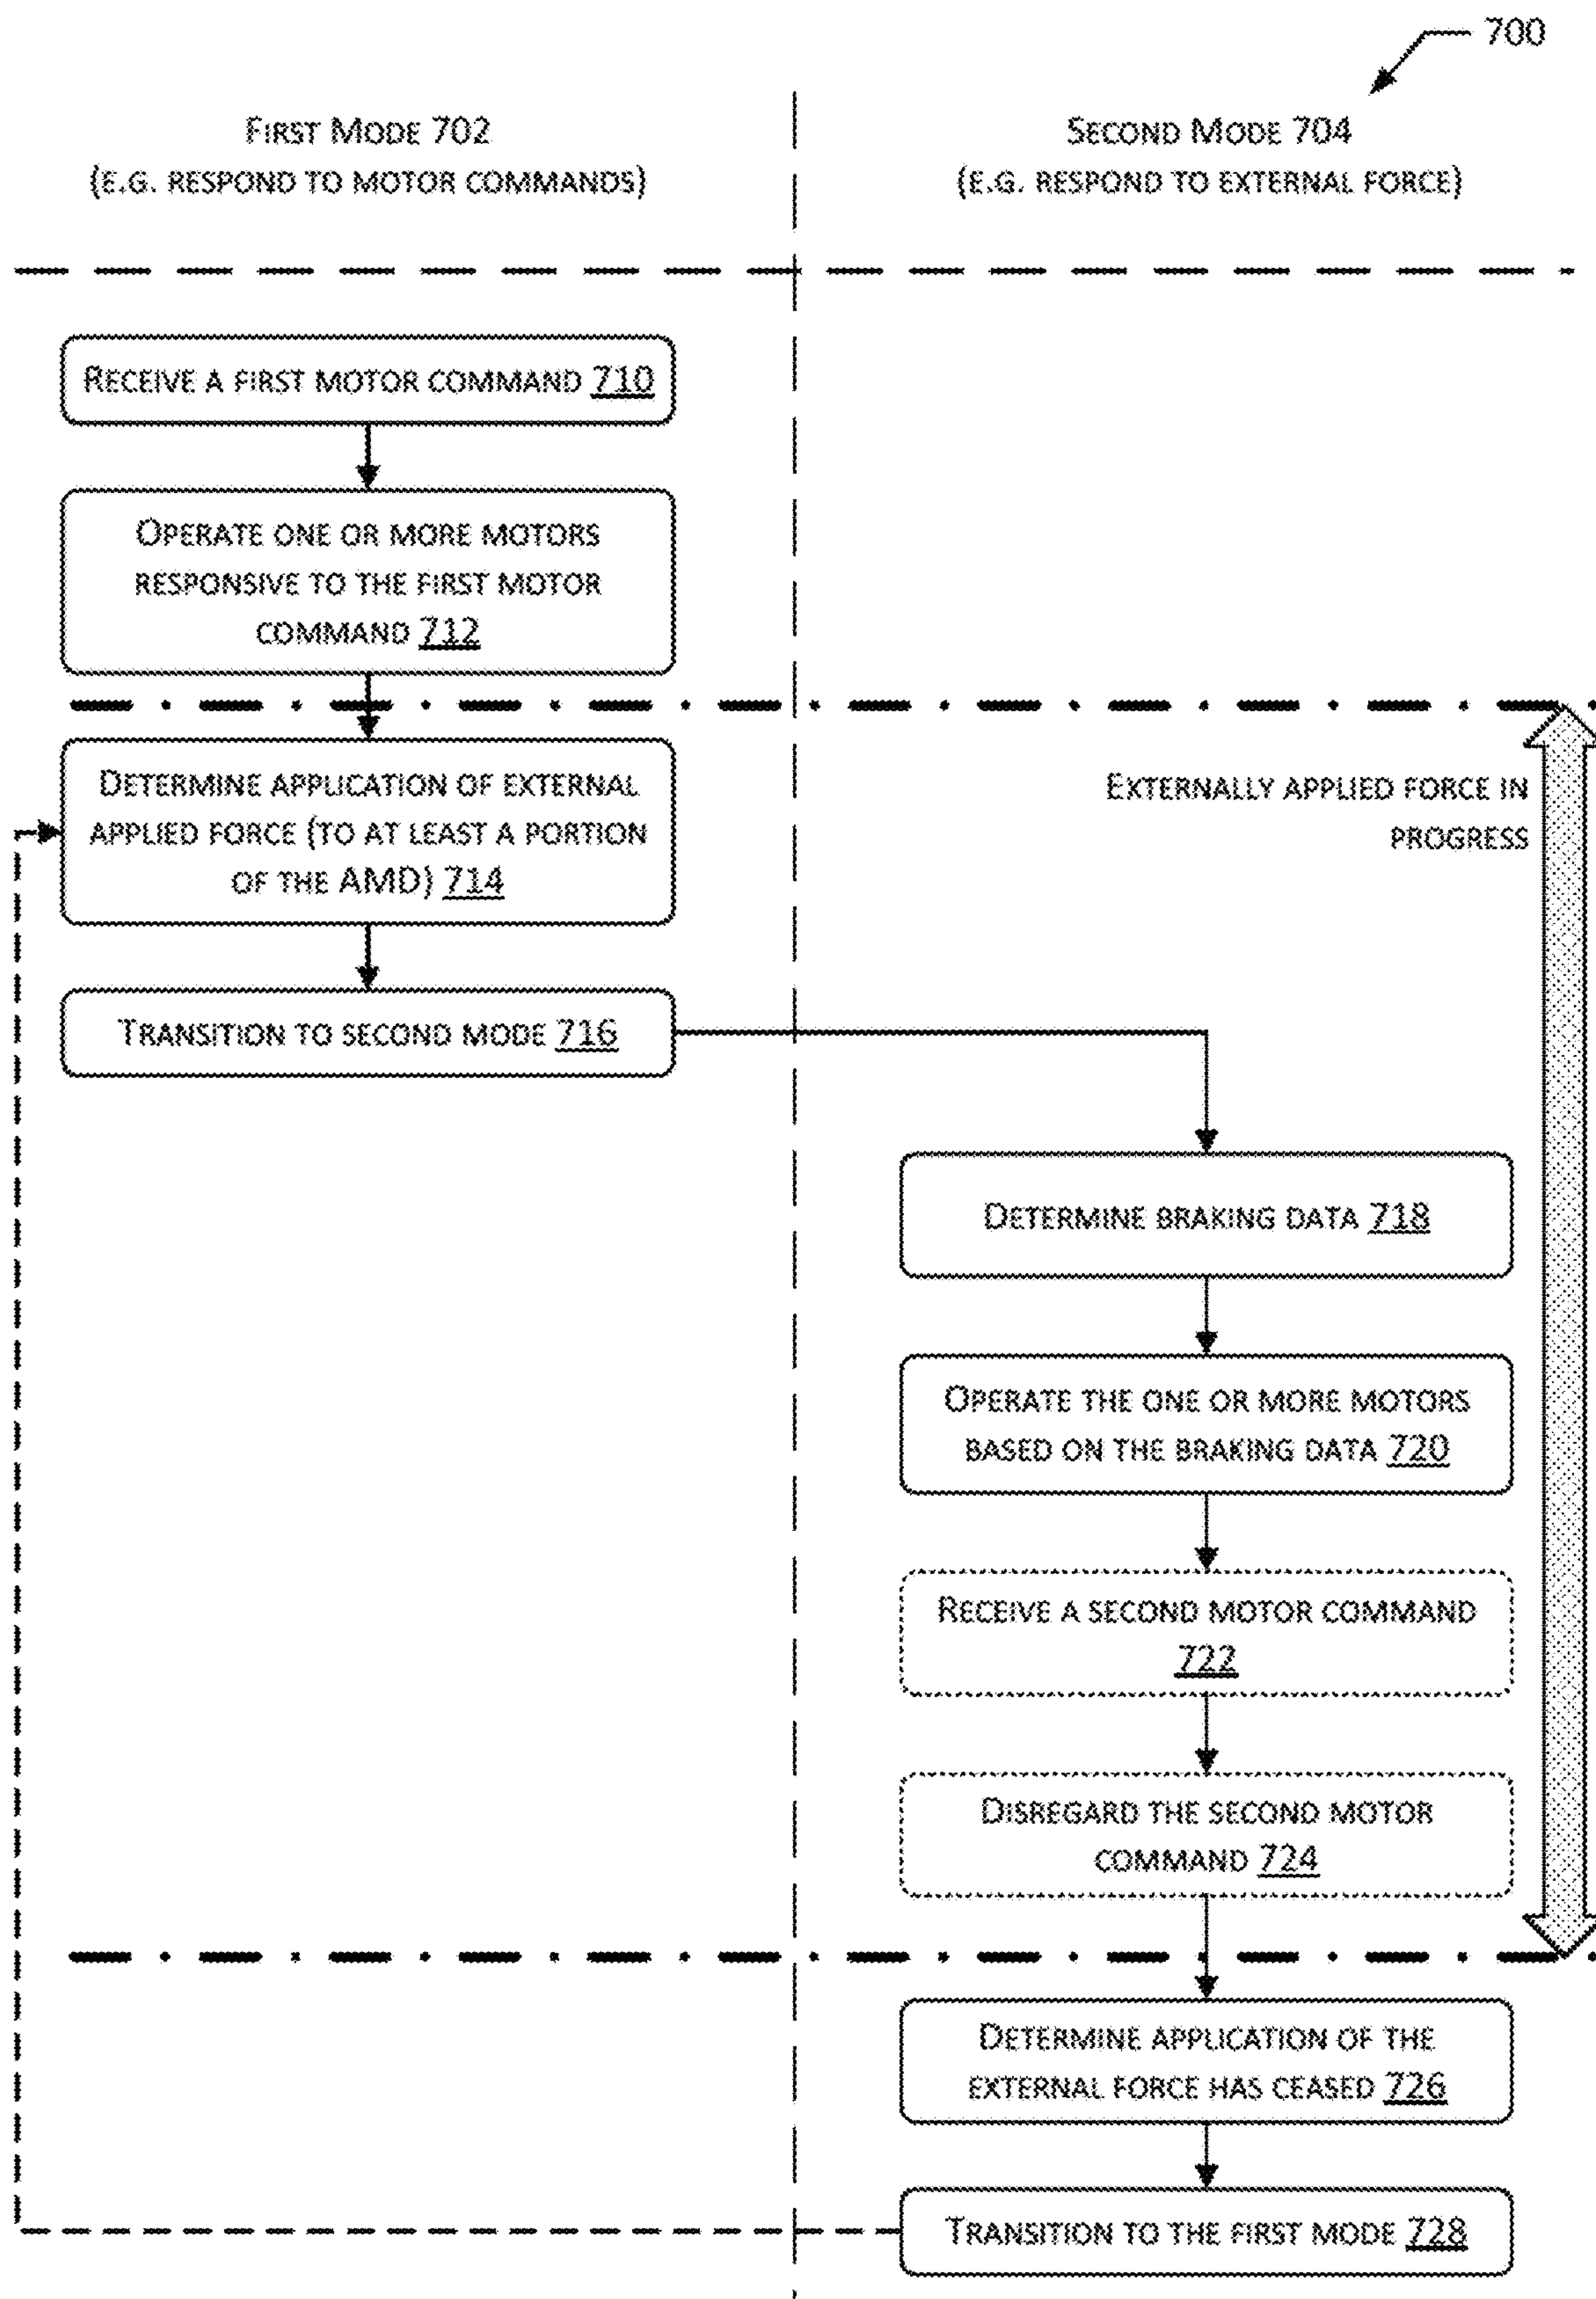 700
FIRST MODE 702
(E.G. RESPOND TO MOTOR COMMANDS)
SECOND MODE 704
(E.G. RESPOND TO EXTERNAL FORCE)
RECEIVE A FIRST MOTOR COMMAND 710
OPERATE ONE OR MORE MOTORS
RESPONSIVE TO THE FIRST MOTOR
COMMAND 712
DETERMINE APPLICATION OF EXTERNAL
APPLIED FORCE (TO AT LEAST A PORTION
OF THE AMD) 714
EXTERNALLY APPLIED FORCE IN
PROGRESS
TRANSITION TO SECOND MODE 716
DETERMINE BRAKING DATA 718
OPERATE THE ONE OR MORE MOTORS
BASED ON THE BRAKING DATA 720
RECEIVE A SECOND MOTOR COMMAND
722
DISREGARD THE SECOND MOTOR
COMMAND 724
DETERMINE APPLICATION OF THE
EXTERNAL FORCE HAS CEASED 726
TRANSITION TO THE FIRST MODE 728